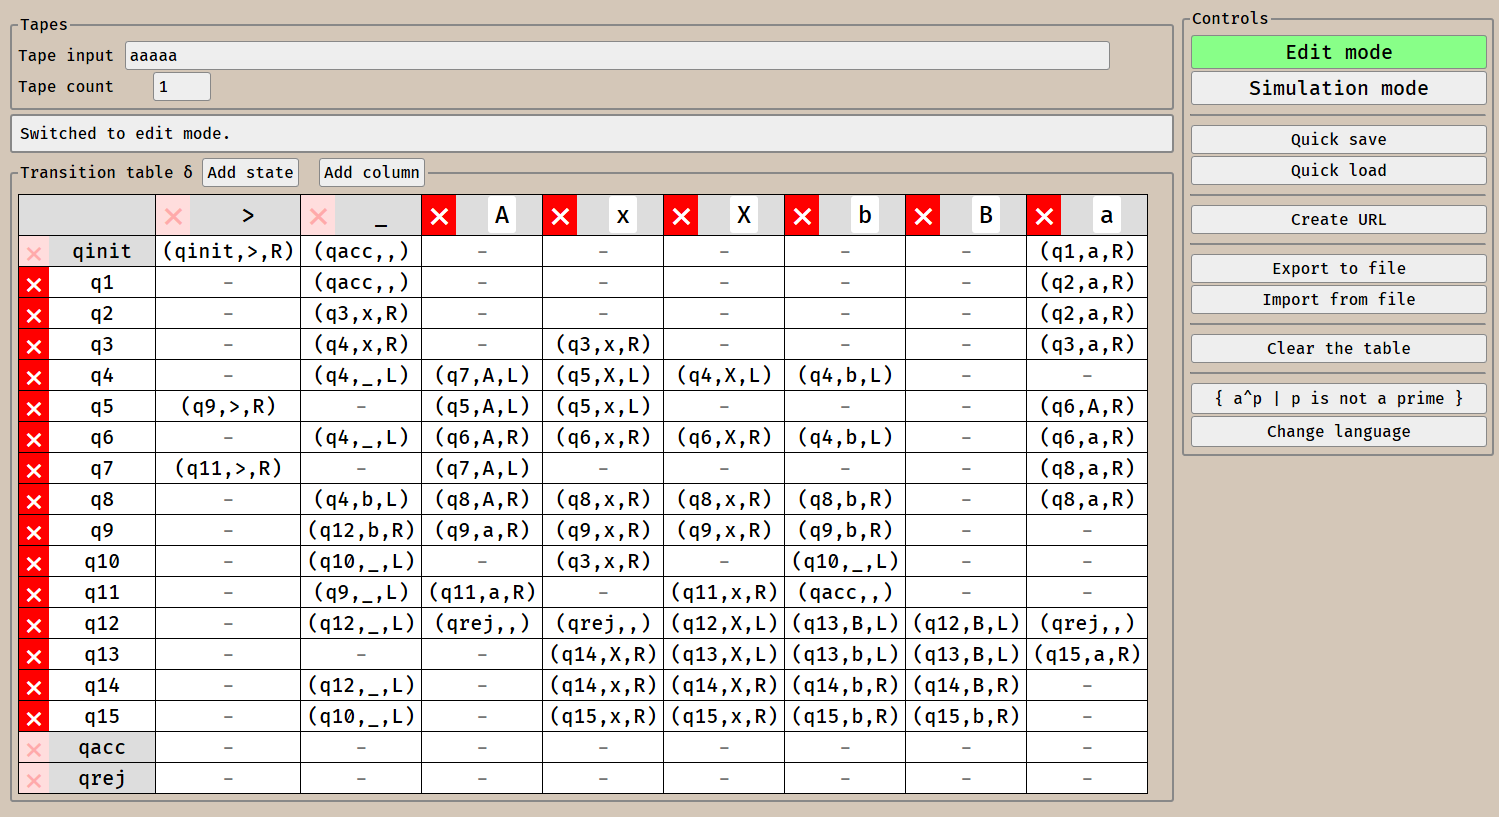 Tapes
Tape input aaaaa
Tape count 1
Switched to edit mode.
Transition table δ Add state Add column
> _ A x X b B a
qinit (qinit,>,R) (qacc,,) – – – – – (q1,a,R)
q1 – (qacc,,) – – – – – (q2,a,R)
q2 – (q3,x,R) – – – – – (q2,a,R)
q3 – (q4,x,R) – (q3,x,R) – – – (q3,a,R)
q4 – (q4,_,L) (q7,A,L) (q5,X,L) (q4,X,L) (q4,b,L) – –
q5 (q9,>,R) – (q5,A,L) (q5,x,L) – – – (q6,A,R)
q6 – (q4,_,L) (q6,A,R) (q6,x,R) (q6,X,R) (q4,b,L) – (q6,a,R)
q7 (q11,>,R) – (q7,A,L) – – – – (q8,a,R)
q8 – (q4,b,L) (q8,A,R) (q8,x,R) (q8,x,R) (q8,b,R) – (q8,a,R)
q9 – (q12,b,R) (q9,a,R) (q9,x,R) (q9,x,R) (q9,b,R) – –
q10 – (q10,_,L) – (q3,x,R) – (q10,_,L) – –
q11 – (q9,_,L) (q11,a,R) – (q11,x,R) (qacc,,) – –
q12 – (q12,_,L) (qrej,,) (qrej,,) (q12,X,L) (q13,B,L) (q12,B,L) (qrej,,)
q13 – – – (q14,X,R) (q13,X,L) (q13,b,L) (q13,B,L) (q15,a,R)
q14 – (q12,_,L) – (q14,x,R) (q14,X,R) (q14,b,R) (q14,B,R) –
q15 – (q10,_,L) – (q15,x,R) (q15,x,R) (q15,b,R) (q15,b,R) –
qacc – – – – – – – –
qrej – – – – – – – –
Controls
Edit mode
Simulation mode
Quick save
Quick load
Create URL
Export to file
Import from file
Clear the table
{ a^p | p is not a prime }
Change language